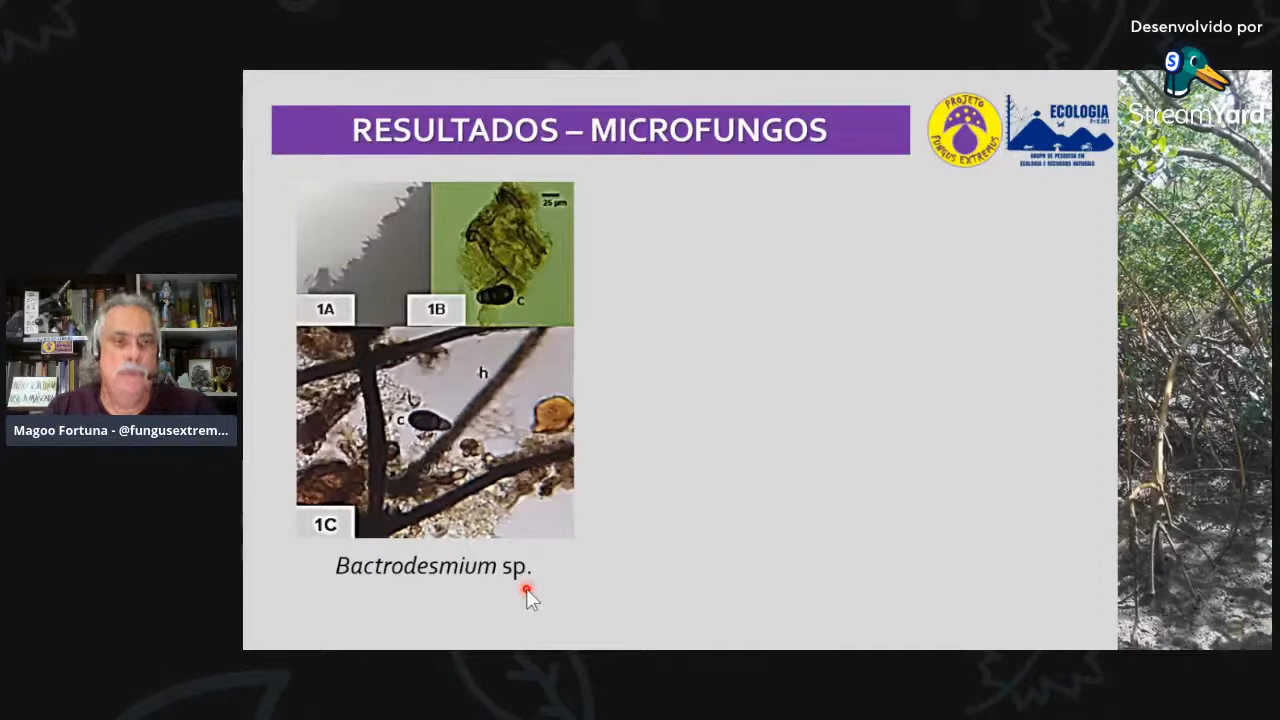 Desenvolvido por
StreamYard
RESULTADOS – MICROFUNGOS
PROJETO
FUNGUS EXTREMUS
ECOLOGIA
GRUPO DE PESQUISA EM
ECOLOGIA E RECURSOS NATURAIS
25 µm
c
1A
1B
h
c
1C
Magoo Fortuna - @fungusextrem...
Bactrodesmium sp.